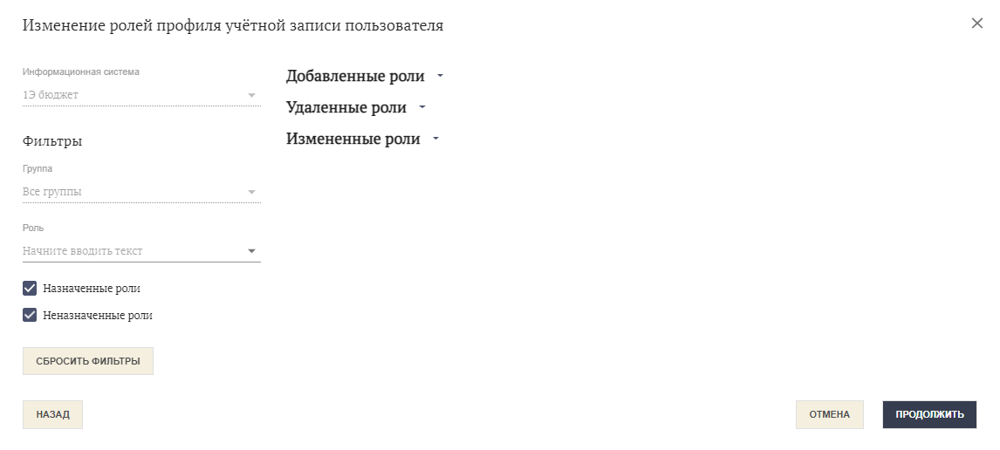 Изменение ролей профиля учётной записи пользователя
Информационная система
1Э бюджет
Фильтры
Группа
Все группы
Роль
Начните вводить текст
Назначенные роли
Неназначенные роли
СБРОСИТЬ ФИЛЬТРЫ
Добавленные роли
Удаленные роли
Измененные роли
НАЗАД
ОТМЕНА
ПРОДОЛЖИТЬ